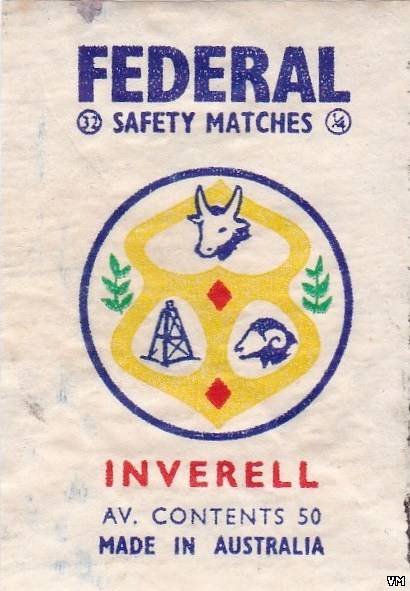 FEDERAL
32 SAFETY MATCHES 1/4
INVERELL
AV. CONTENTS 50
MADE IN AUSTRALIA
VM